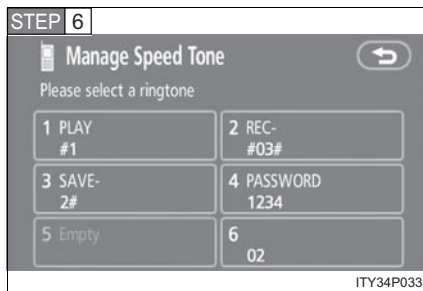 STEP 6
Manage Speed Tone
Please select a ringtone
1 PLAY
#1
2 REC-
#03#
3 SAVE-
2#
4 PASSWORD
1234
5 Empty
6
02
ITY34P033